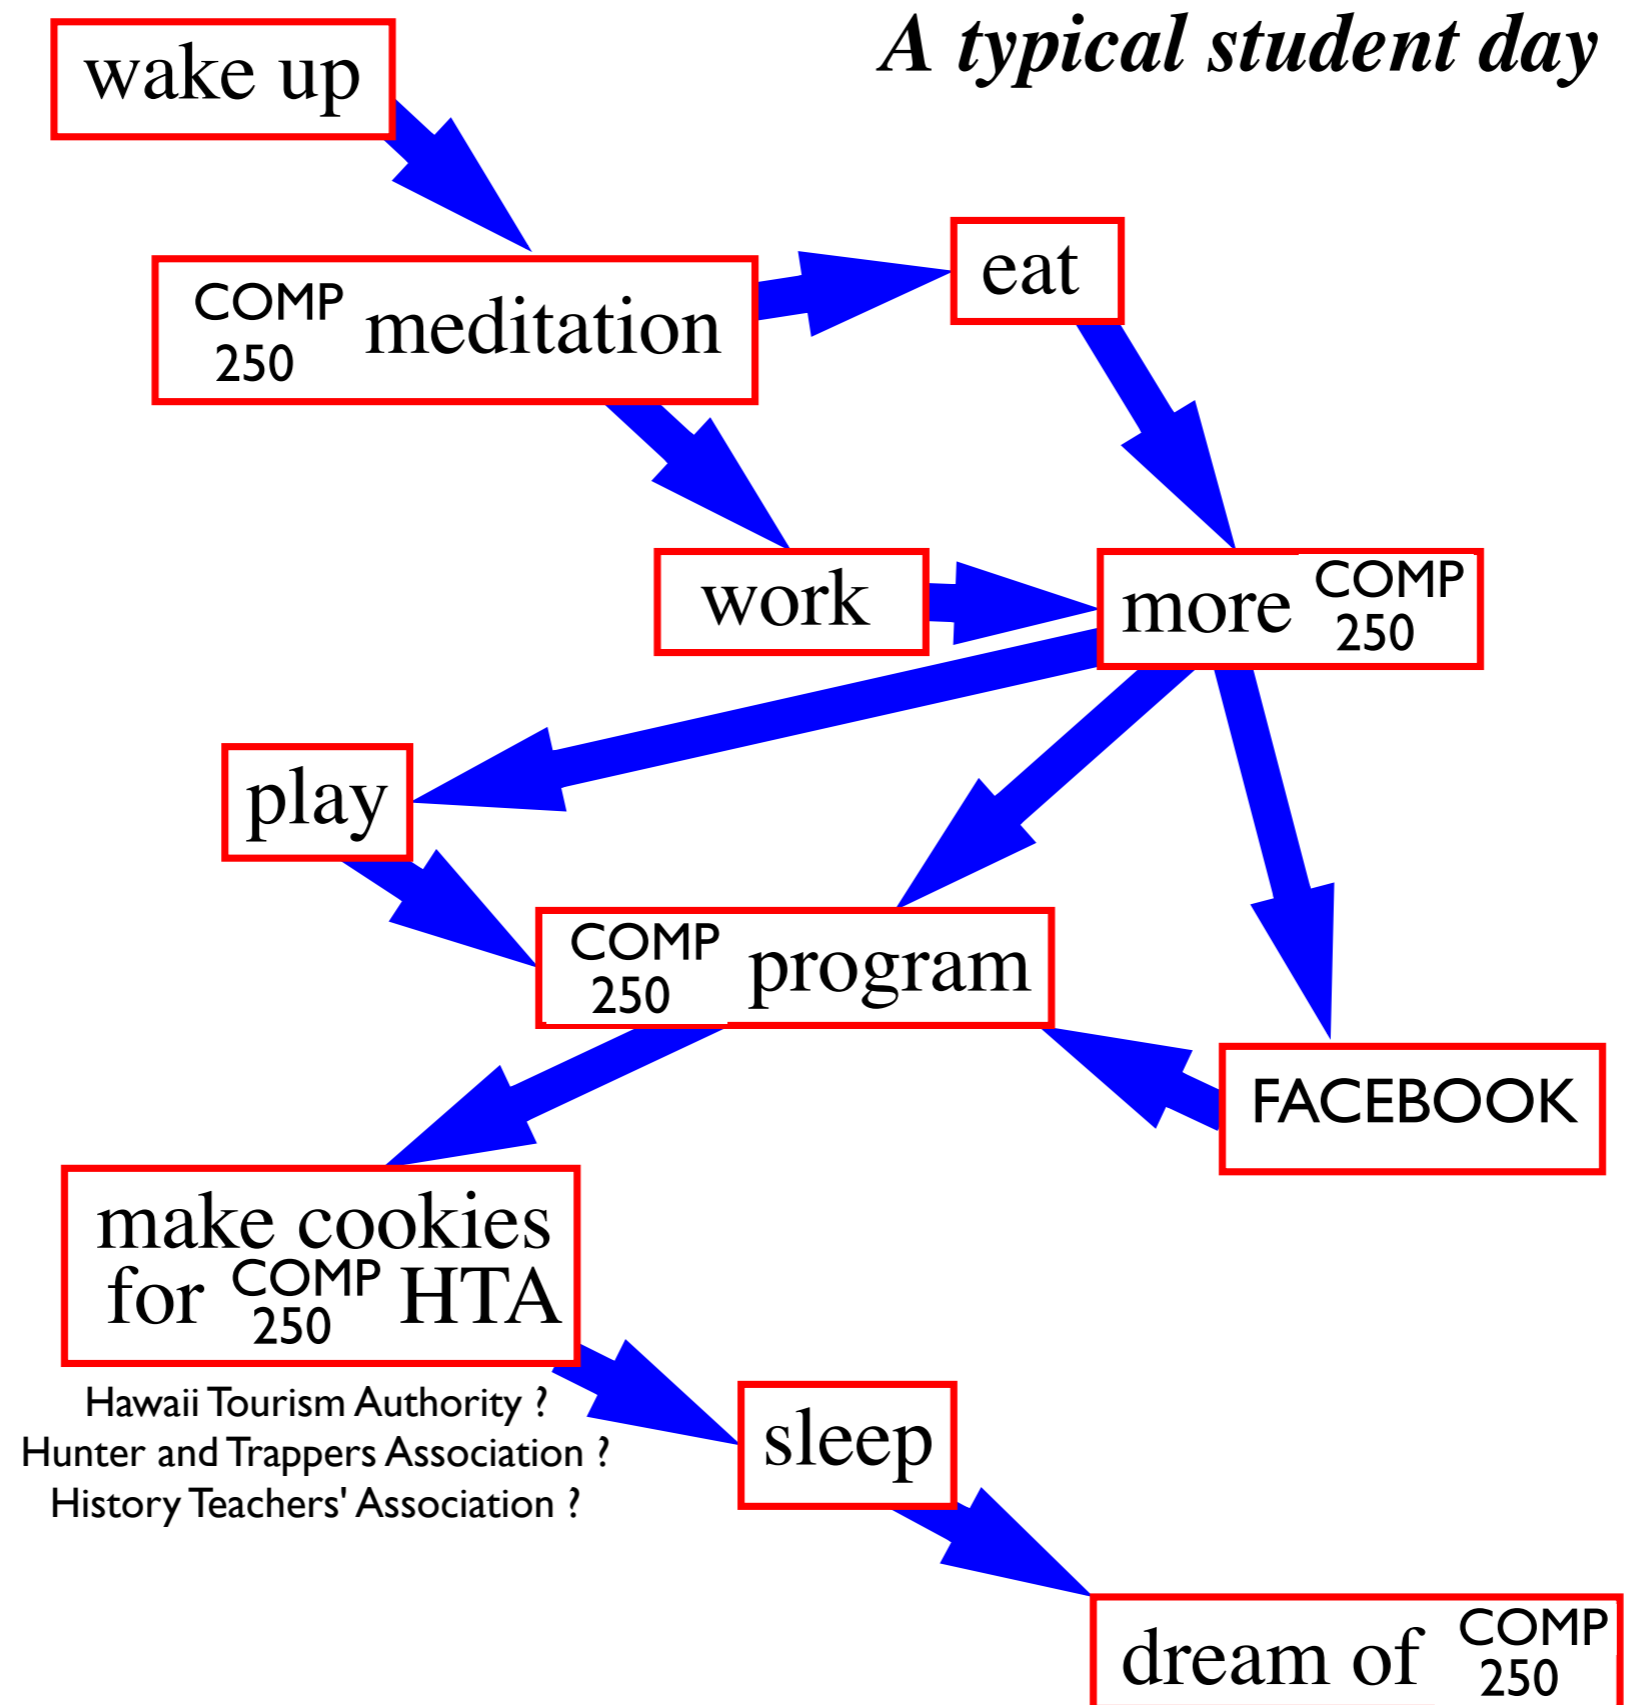 A typical student day
wake up
COMP
250
meditation
eat
work
more
COMP
250
play
COMP
250
program
FACEBOOK
make cookies
for COMP 250 HTA
Hawaii Tourism Authority ?
Hunter and Trappers Association ?
History Teachers' Association ?
sleep
dream of
COMP
250